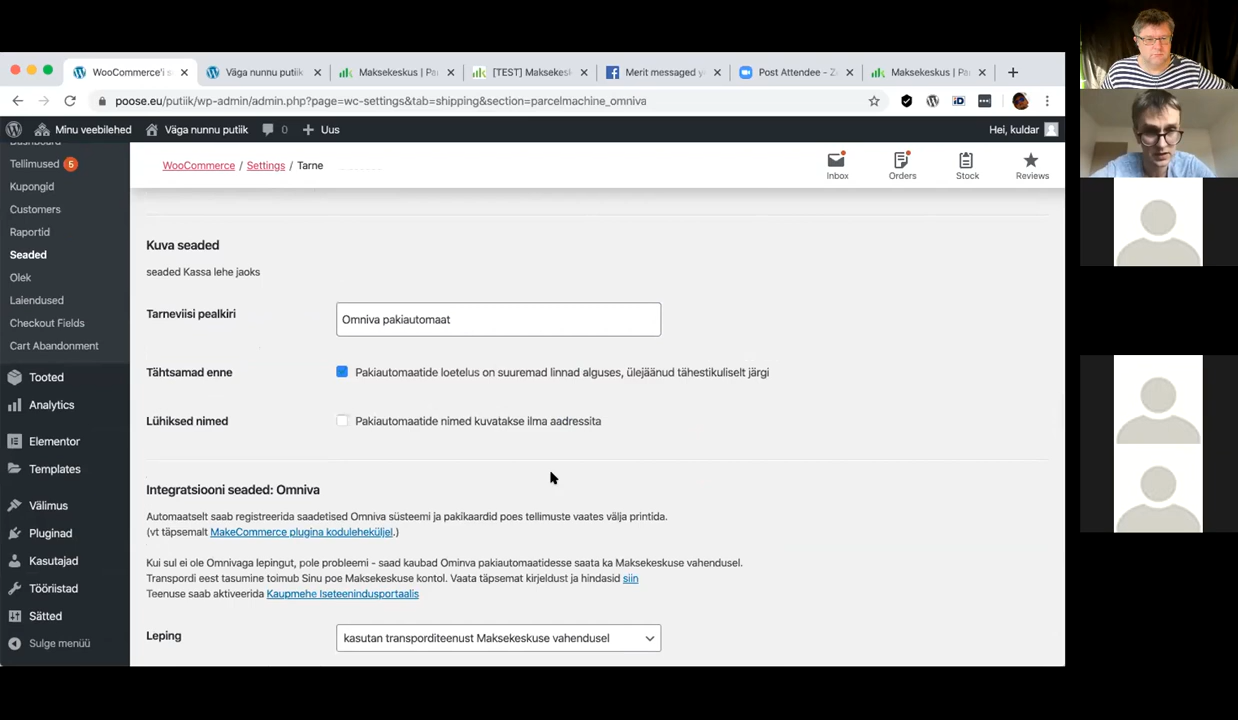 WooCommerce'i s
Väga nunnu putiik
Maksekeskus | Pa
[TEST] Maksekes
Merit messaged y
Post Attendee - Z
Maksekeskus | Pa
poose.eu/putiik/wp-admin/admin.php?page=wc-settings&tab=shipping&section=parcelmachine_omniva
Minu veebilehed
Väga nunnu putiik
0
Uus
Hei, kuldar
Dashboard
Tellimused 5
Kupongid
Customers
Raportid
Seaded
Olek
Laiendused
Checkout Fields
Cart Abandonment
Tooted
Analytics
Elementor
Templates
Välimus
Pluginad
Kasutajad
Tööriistad
Sätted
Sulge menüü
WooCommerce / Settings / Tarne
Inbox
Orders
Stock
Reviews
Kuva seaded
seaded Kassa lehe jaoks
Tarneviisi pealkiri
Omniva pakiautomaat
Tähtsamad enne
Pakiautomaatide loetelus on suuremad linnad alguses, ülejäänud tähestikuliselt järgi
Lühiksed nimed
Pakiautomaatide nimed kuvatakse ilma aadressita
Integratsiooni seaded: Omniva
Automaatselt saab registreerida saadetised Omniva süsteemi ja pakikaardid poes tellimuste vaates välja printida.
(vt täpsemalt MakeCommerce plugina koduleheküljel.)
Kui sul ei ole Omnivaga lepingut, pole probleemi - saad kaubad Ominva pakiautomaatidesse saata ka Maksekeskuse vahendusel.
Transpordi eest tasumine toimub Sinu poe Maksekeskuse kontol. Vaata täpsemat kirjeldust ja hindasid siin
Teenuse saab aktiveerida Kaupmehe Iseteenindusportaalis
Leping
kasutan transporditeenust Maksekeskuse vahendusel